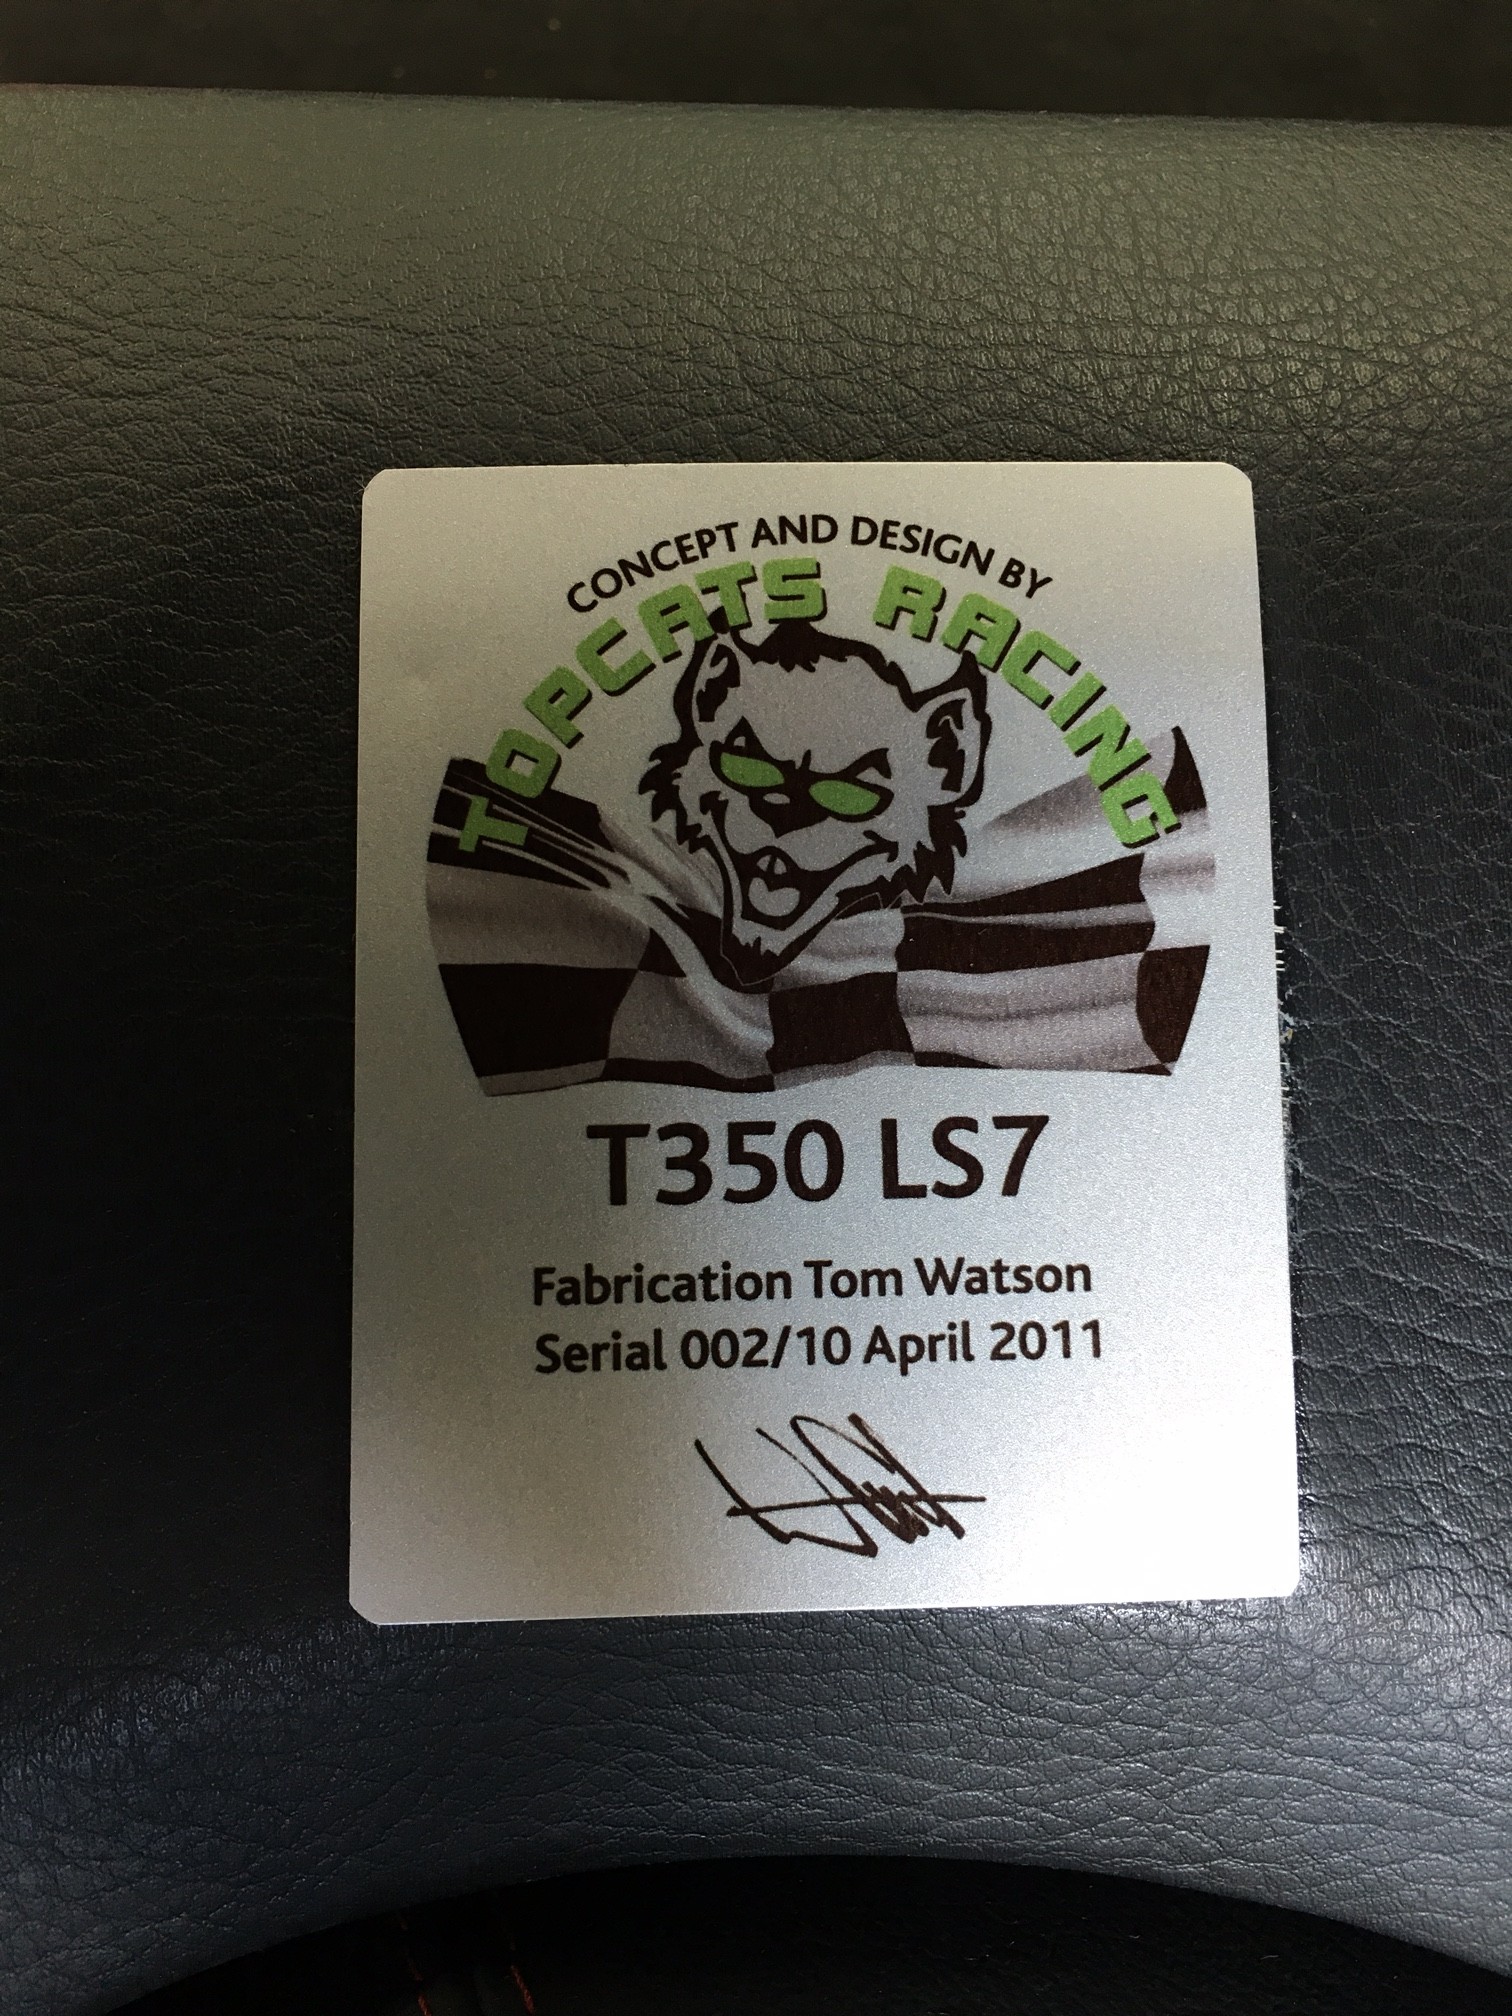 CONCEPT AND DESIGN BY
TOPCATS RACING
T350 LS7
Fabrication Tom Watson
Serial 002/10 April 2011